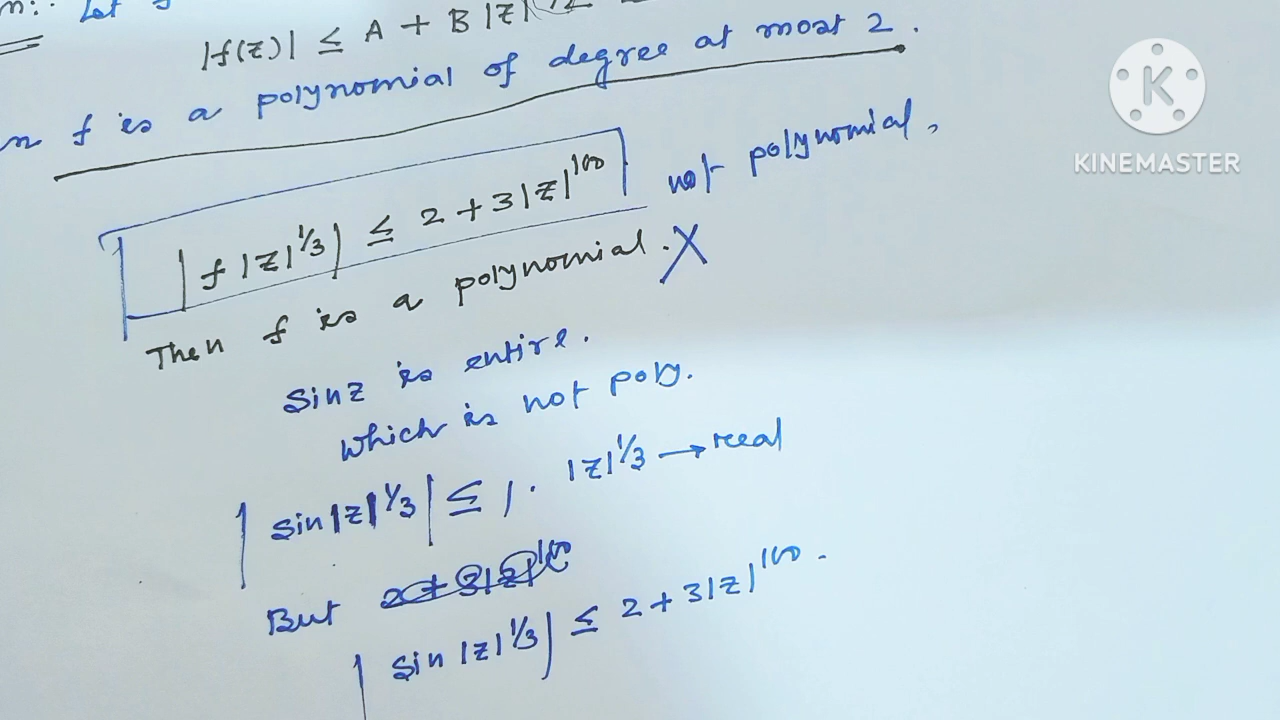 n:- Let
|f(z)| ≤ A + B |z|
n f is a polynomial of degree at most 2.
|f |z|^1/3| ≤ 2 + 3|z|^100 not polynomial,
Then f is a polynomial. X
Sin z is entire.
Which is not poly.
|Sin |z|^1/3| ≤ 1. |z|^1/3 → real
But
|Sin |z|^1/3| ≤ 2 + 3|z|^100.
K
KINEMASTER